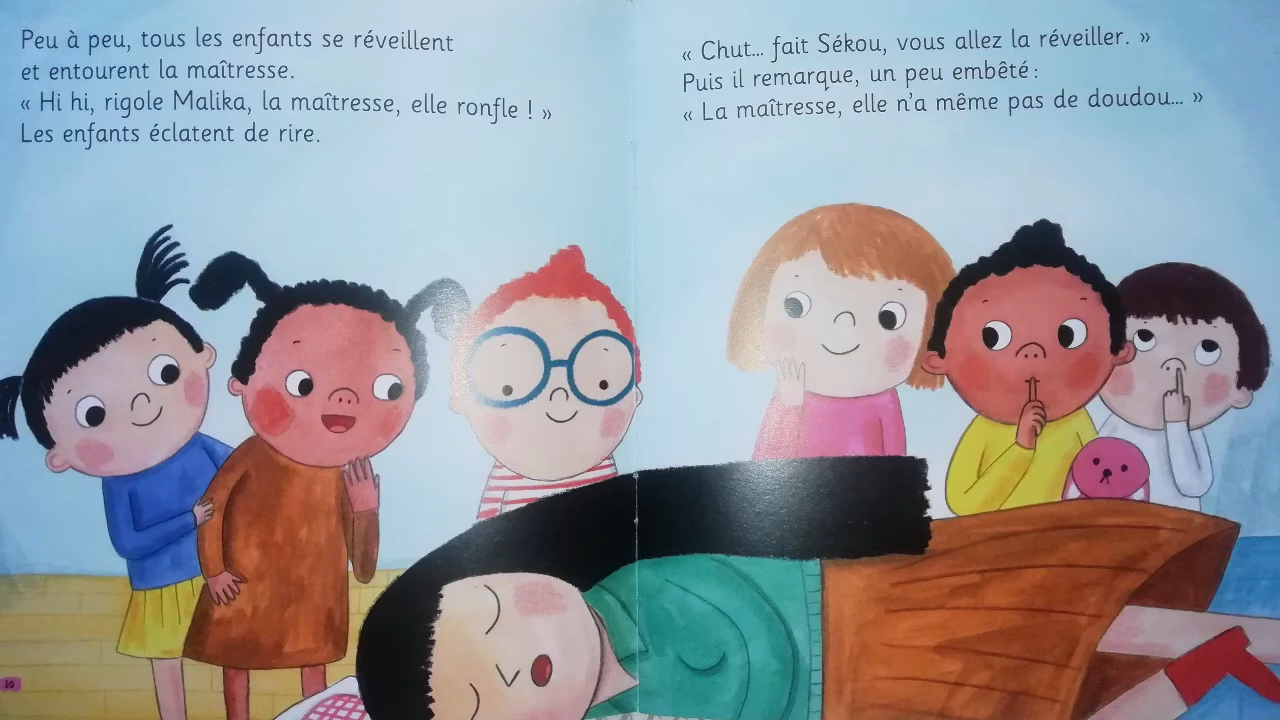 Peu à peu, tous les enfants se réveillent
et entourent la maîtresse.
« Hi hi, rigole Malika, la maîtresse, elle ronfle ! »
Les enfants éclatent de rire.
« Chut... fait Sékou, vous allez la réveiller. »
Puis il remarque, un peu embêté :
« La maîtresse, elle n'a même pas de doudou... »
10